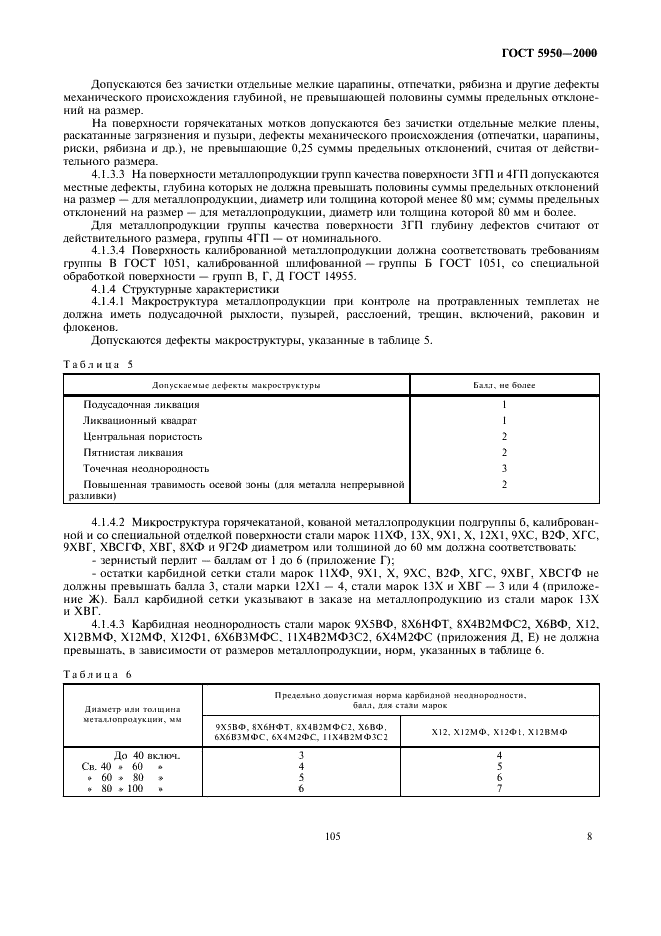 ГОСТ 5950—2000
Допускаются без зачистки отдельные мелкие царапины, отпечатки, рябизна и другие дефекты
механического происхождения глубиной, не превышающей половины суммы предельных отклоне-
ний на размер.
На поверхности горячекатаных мотков допускаются без зачистки отдельные мелкие плены,
раскатанные загрязнения и пузыри, дефекты механического происхождения (отпечатки, царапины,
риски, рябизна и др.), не превышающие 0,25 суммы предельных отклонений, считая от действи-
тельного размера.
4.1.3.3 На поверхности металлопродукции групп качества поверхности 3ГП и 4ГП допускаются
местные дефекты, глубина которых не должна превышать половины суммы предельных отклонений
на размер — для металлопродукции, диаметр или толщина которой менее 80 мм; суммы предельных
отклонений на размер — для металлопродукции, диаметр или толщина которой 80 мм и более.
Для металлопродукции группы качества поверхности 3ГП глубину дефектов считают от
действительного размера, группы 4ГП — от номинального.
4.1.3.4 Поверхность калиброванной металлопродукции должна соответствовать требованиям
группы В ГОСТ 1051, калиброванной шлифованной — группы Б ГОСТ 1051, со специальной
обработкой поверхности — групп В, Г, Д ГОСТ 14955.
4.1.4 Структурные характеристики
4.1.4.1 Макроструктура металлопродукции при контроле на протравленных темплетах не
должна иметь подусадочной рыхлости, пузырей, расслоений, трещин, включений, раковин и
флокенов.
Допускаются дефекты макроструктуры, указанные в таблице 5.
Таблица 5
Допускаемые дефекты макроструктуры Балл, не более
Подусадочная ликвация 1
Ликвационный квадрат 1
Центральная пористость 2
Пятнистая ликвация 2
Точечная неоднородность 3
Повышенная травимость осевой зоны (для металла непрерывной 2
разливки)
4.1.4.2 Микроструктура горячекатаной, кованой металлопродукции подгруппы б, калиброван-
ной и со специальной отделкой поверхности стали марок 11ХФ, 13Х, 9Х1, Х, 12Х1, 9ХС, В2Ф, ХГС,
9ХВГ, ХВСГФ, ХВГ, 8ХФ и 9Г2Ф диаметром или толщиной до 60 мм должна соответствовать:
- зернистый перлит — баллам от 1 до 6 (приложение Г);
- остатки карбидной сетки стали марок 11ХФ, 9Х1, Х, 9ХС, В2Ф, ХГС, 9ХВГ, ХВСГФ не
должны превышать балла 3, стали марки 12Х1 — 4, стали марок 13Х и ХВГ — 3 или 4 (приложе-
ние Ж). Балл карбидной сетки указывают в заказе на металлопродукцию из стали марок 13Х
и ХВГ.
4.1.4.3 Карбидная неоднородность стали марок 9Х5ВФ, 8Х6НФТ, 8Х4В2МФС2, Х6ВФ, Х12,
Х12ВМФ, Х12МФ, Х12Ф1, 6Х6В3МФС, 11Х4В2МФ3С2, 6Х4М2ФС (приложения Д, Е) не должна
превышать, в зависимости от размеров металлопродукции, норм, указанных в таблице 6.
Таблица 6
Диаметр или толщина
металлопродукции, мм
Предельно допустимая норма карбидной неоднородности,
балл, для стали марок
9Х5ВФ, 8Х6НФТ, 8Х4В2МФС2, Х6ВФ,
6Х6В3МФС, 6Х4М2ФС, 11Х4В2МФ3С2
Х12, Х12МФ, Х12Ф1, Х12ВМФ
До 40 включ. 3 4
Св. 40 » 60 » 4 5
» 60 » 80 » 5 6
» 80 » 100 » 6 7
105 8